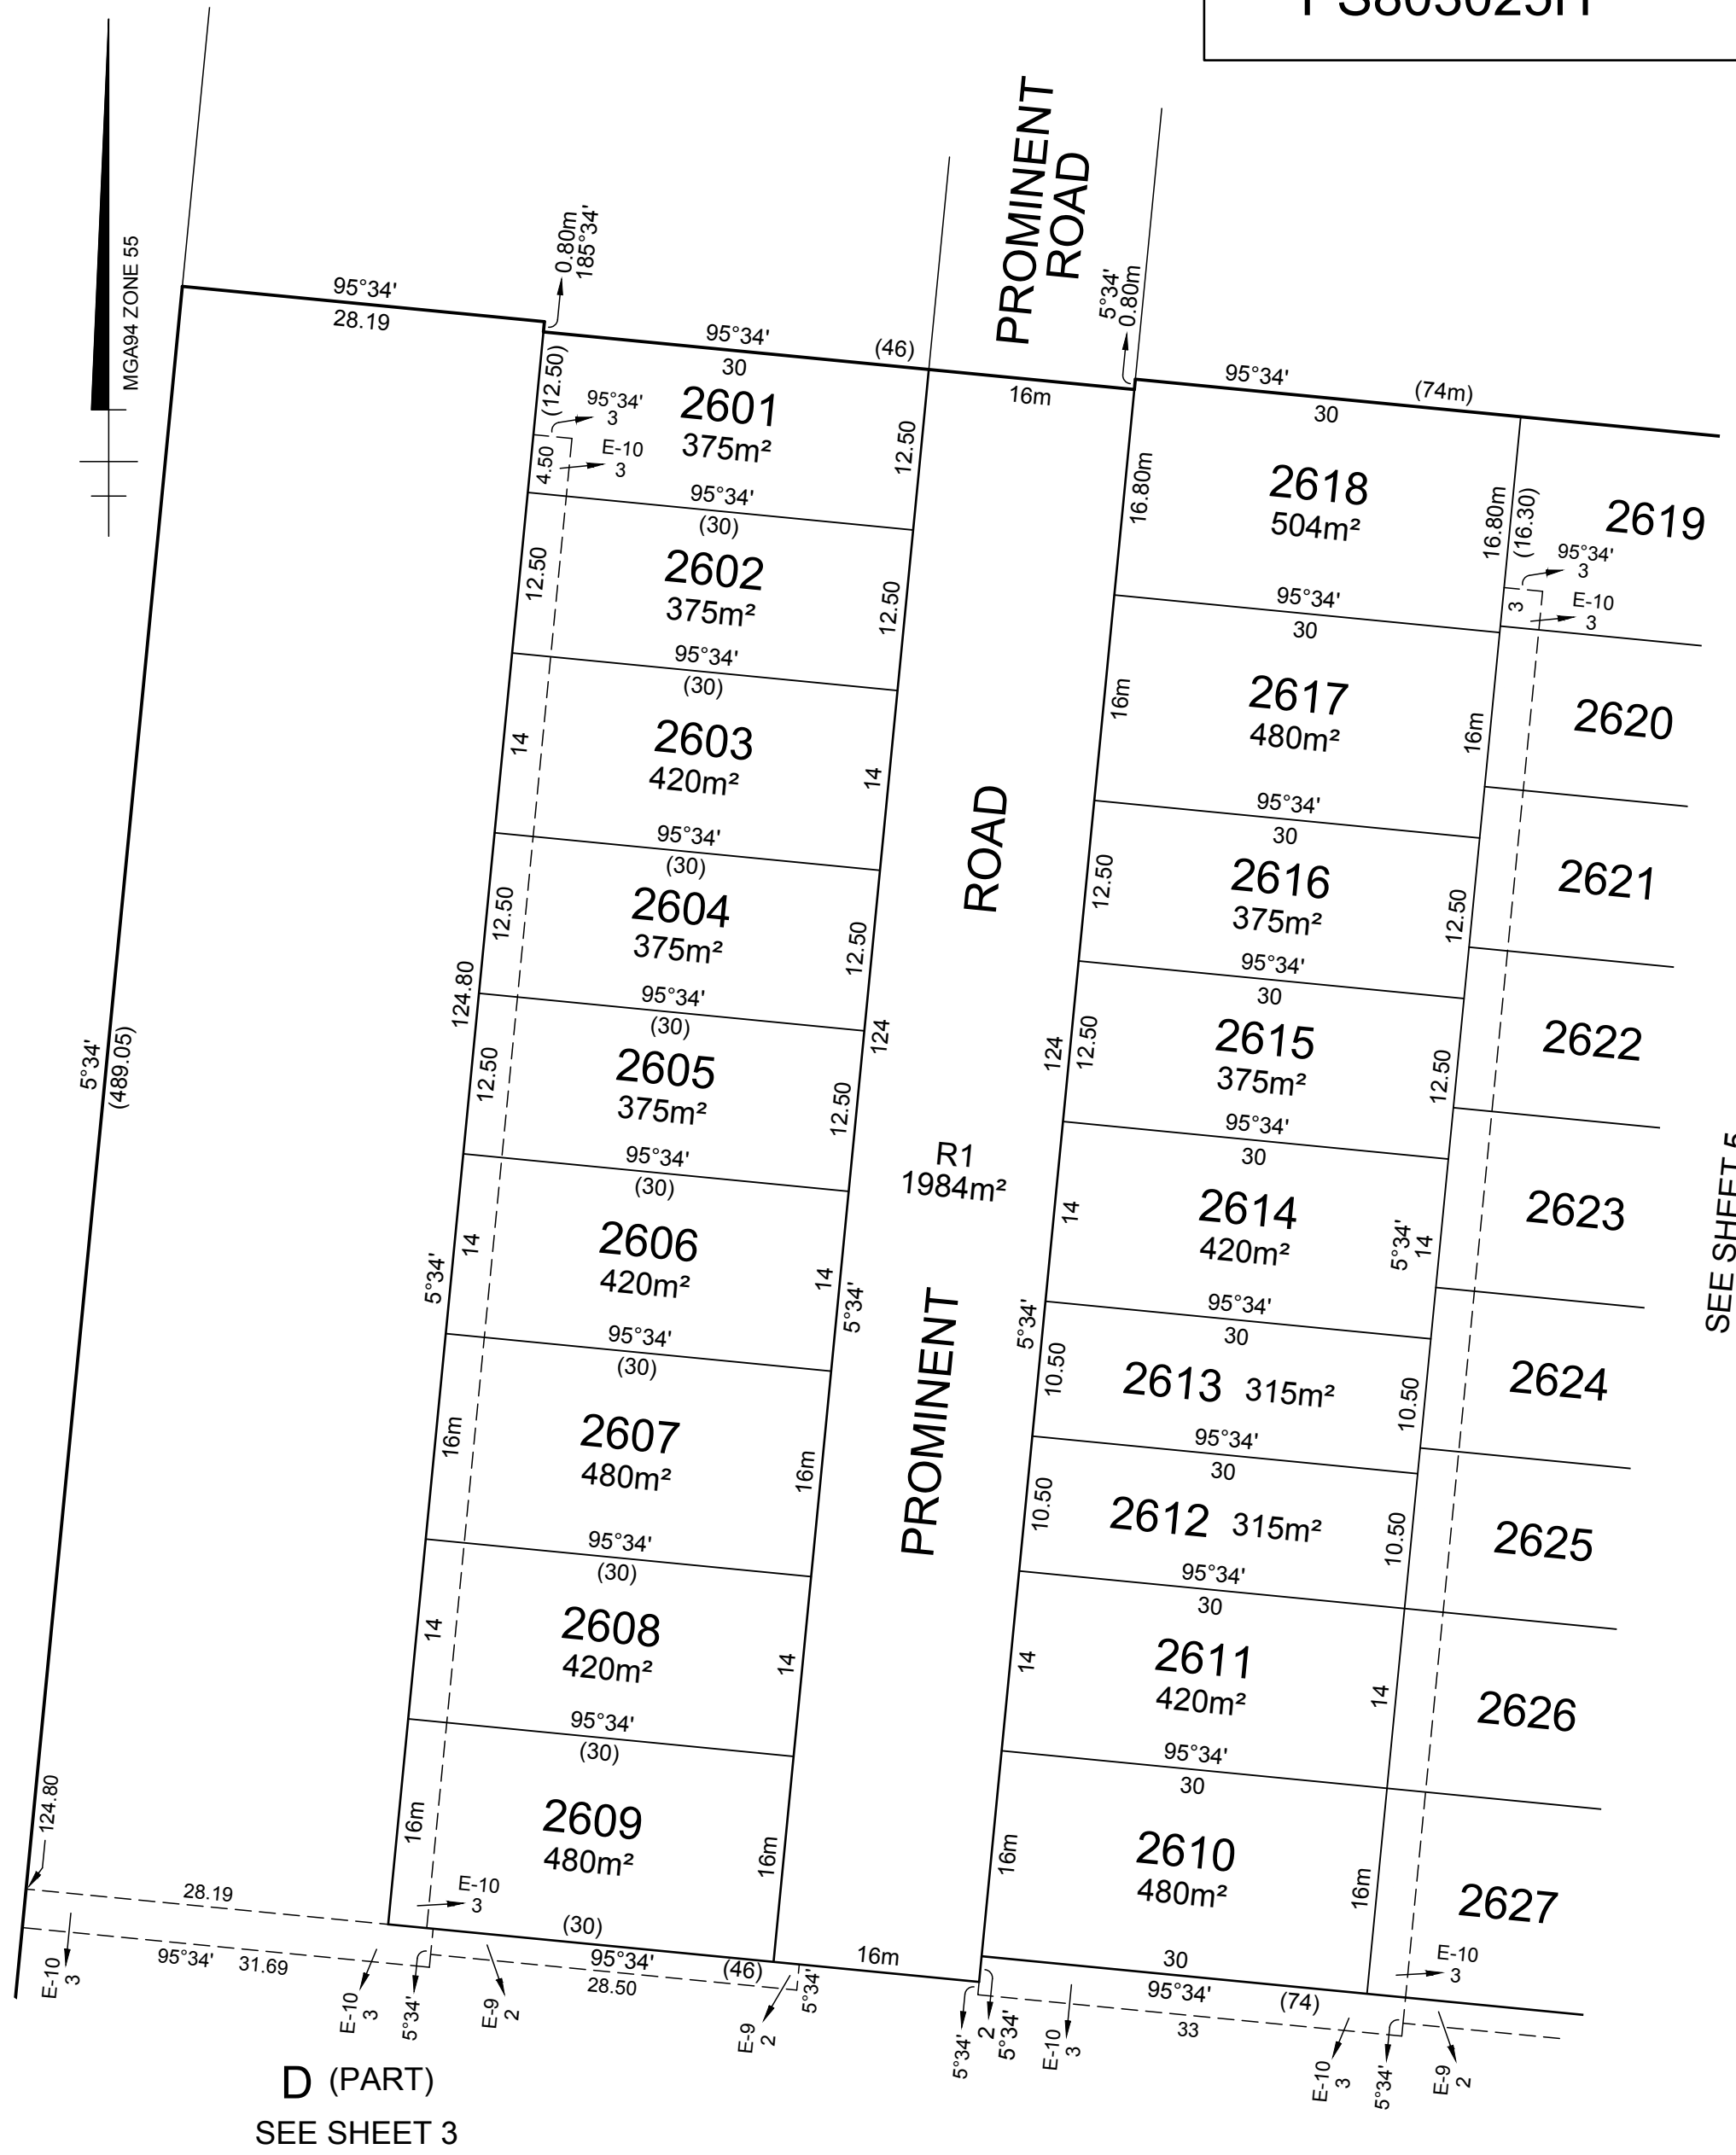 MGA94 ZONE 55
PROMINENT
ROAD
0.80m
185°34'
5°34'
0.80m
95°34'
28.19
95°34'
(46)
30
16m
95°34'
(74m)
30
(12.50)
95°34'
3
E-10
3
4.50
2601
375m²
12.50
95°34'
(30)
12.50
2602
375m²
12.50
95°34'
(30)
14
2603
420m²
14
95°34'
(30)
12.50
2604
375m²
12.50
124.80
95°34'
(30)
12.50
2605
375m²
12.50
124
95°34'
(30)
5°34'
14
2606
420m²
14
5°34'
95°34'
(30)
16m
2607
480m²
16m
95°34'
(30)
14
2608
420m²
14
95°34'
(30)
16m
2609
480m²
16m
E-10
3
(30)
5°34'
(489.05)
124.80
ROAD
R1
1984m²
PROMINENT
16.80m
2618
504m²
16.80m
(16.30)
2619
95°34'
3
3
E-10
3
95°34'
30
16m
2617
480m²
16m
2620
95°34'
30
12.50
2616
375m²
12.50
2621
95°34'
30
124
12.50
2615
375m²
12.50
2622
95°34'
30
14
2614
420m²
5°34'
14
2623
95°34'
30
5°34'
10.50
2613 315m²
10.50
2624
95°34'
30
10.50
2612 315m²
10.50
2625
95°34'
30
14
2611
420m²
14
2626
95°34'
30
16m
2610
480m²
16m
2627
E-10
3
30
28.19
95°34' 31.69
E-10
3
E-10
3
5°34'
E-9
2
95°34'
(46)
28.50
16m
E-9
2
5°34'
5°34'
2
5°34'
E-10
3
95°34'
(74)
33
E-10
3
5°34'
E-9
2
D (PART)
SEE SHEET 3
SEE SHEET